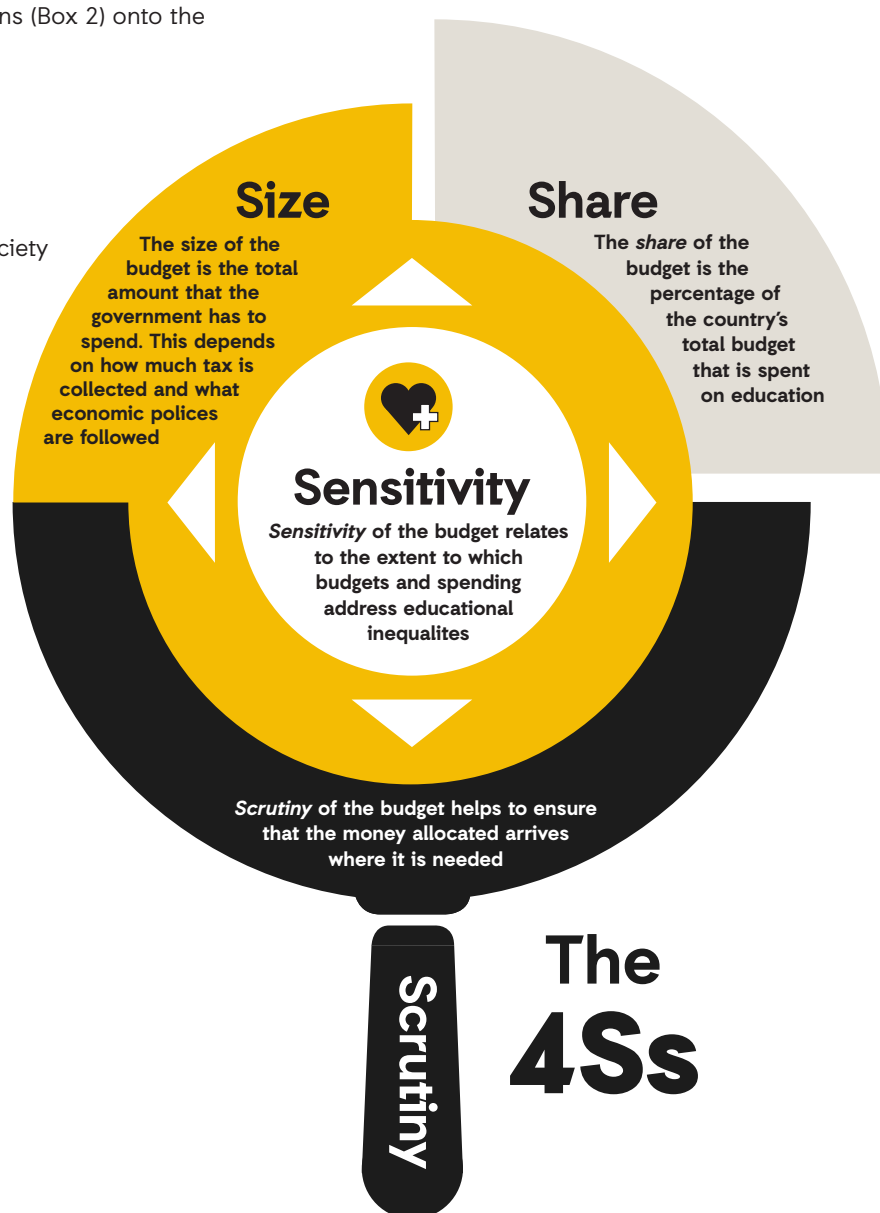 ns (Box 2) onto the
ciety
Size
The size of the
budget is the total
amount that the
government has to
spend. This depends
on how much tax is
collected and what
economic polices
are followed
Share
The share of the
budget is the
percentage of
the country's
total budget
that is spent
on education
Sensitivity
Sensitivity of the budget relates
to the extent to which
budgets and spending
address educational
inequalites
Scrutiny of the budget helps to ensure
that the money allocated arrives
where it is needed
Scrutiny
The
4Ss